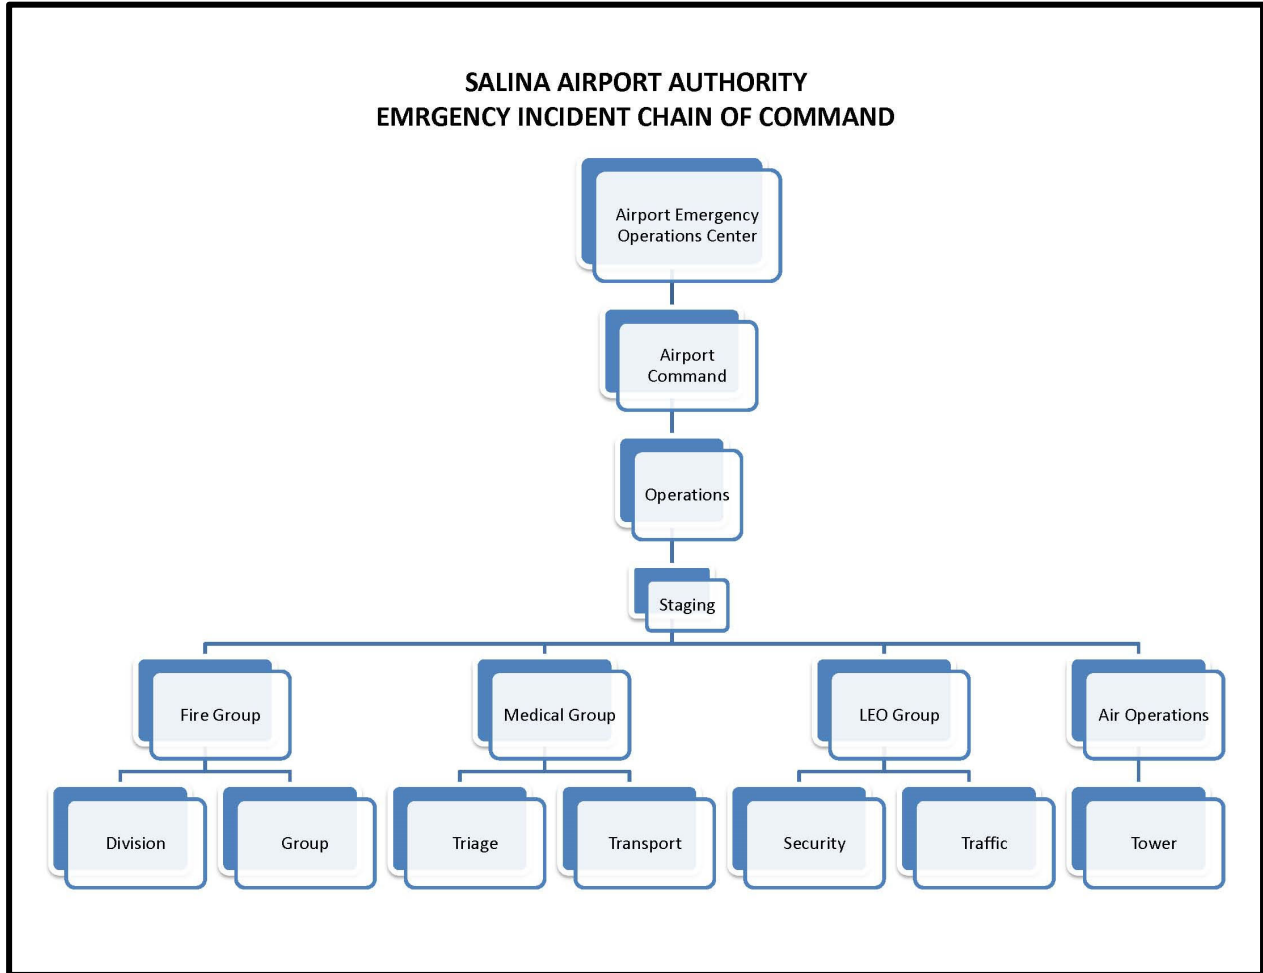 SALINA AIRPORT AUTHORITY
EMRGENCY INCIDENT CHAIN OF COMMAND
Airport Emergency
Operations Center
Airport
Command
Operations
Staging
Fire Group
Medical Group
LEO Group
Air Operations
Division
Group
Triage
Transport
Security
Traffic
Tower